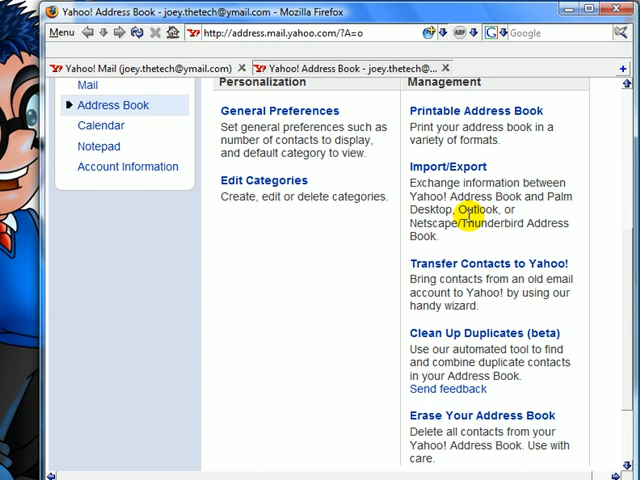 Yahoo! Address Book - joey.thetech@ymail.com - Mozilla Firefox
Menu
http://address.mail.yahoo.com/?A=o
ABP
G
Google
Yahoo! Mail (joey.thetech@ymail.com)
Yahoo! Address Book - joey.thetech@...
Mail
Address Book
Calendar
Notepad
Account Information
Personalization
General Preferences
Set general preferences such as
number of contacts to display,
and default category to view.
Edit Categories
Create, edit or delete categories.
Management
Printable Address Book
Print your address book in a
variety of formats.
Import/Export
Exchange information between
Yahoo! Address Book and Palm
Desktop, Outlook, or
Netscape/Thunderbird Address
Book.
Transfer Contacts to Yahoo!
Bring contacts from an old email
account to Yahoo! by using our
handy wizard.
Clean Up Duplicates (beta)
Use our automated tool to find
and combine duplicate contacts
in your Address Book.
Send feedback
Erase Your Address Book
Delete all contacts from your
Yahoo! Address Book. Use with
care.